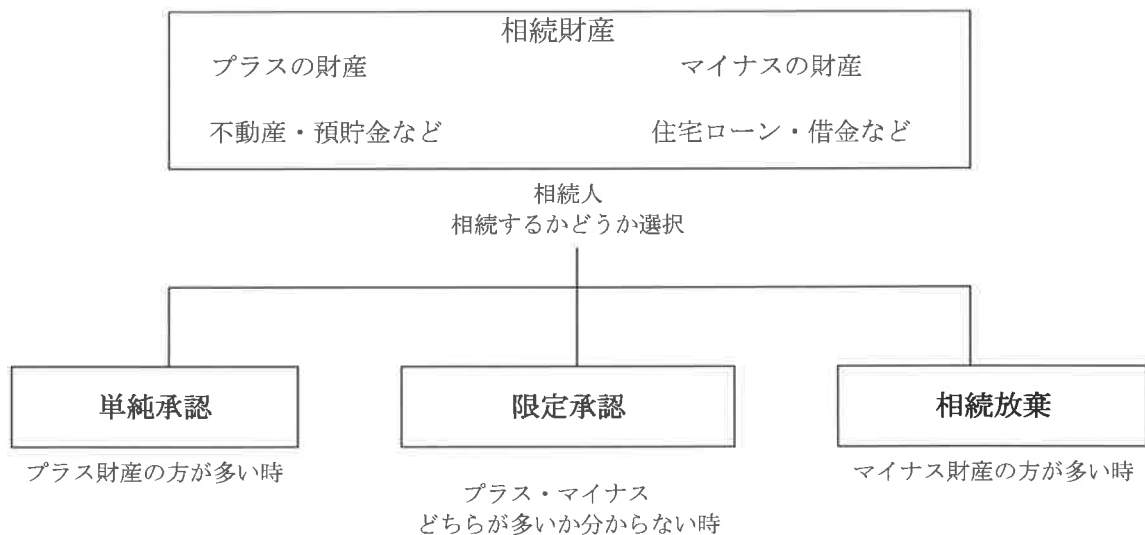 相続財産
プラスの財産
マイナスの財産
不動産・預貯金など
住宅ローン・借金など
相続人
相続するかどうか選択
単純承認
限定承認
相続放棄
プラス財産の方が多い時
マイナス財産の方が多い時
プラス・マイナス
どちらが多いか分からない時